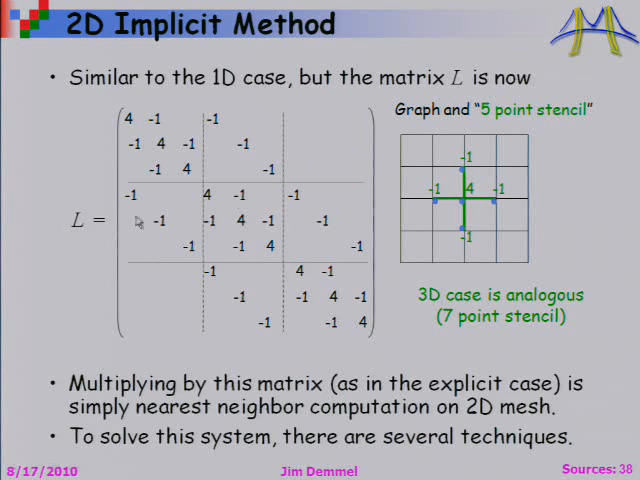 2D Implicit Method
• Similar to the 1D case, but the matrix L is now
Graph and "5 point stencil"
4 -1 -1
-1 4 -1 -1
-1 4 -1
-1 4 -1 -1
L = -1 -1 4 -1 -1
-1 -1 4 -1
-1 4 -1
-1 -1 4 -1
-1 -1 4
-1
-1 4 -1
-1
3D case is analogous
(7 point stencil)
• Multiplying by this matrix (as in the explicit case) is
simply nearest neighbor computation on 2D mesh.
• To solve this system, there are several techniques.
8/17/2010 Jim Demmel Sources: 38